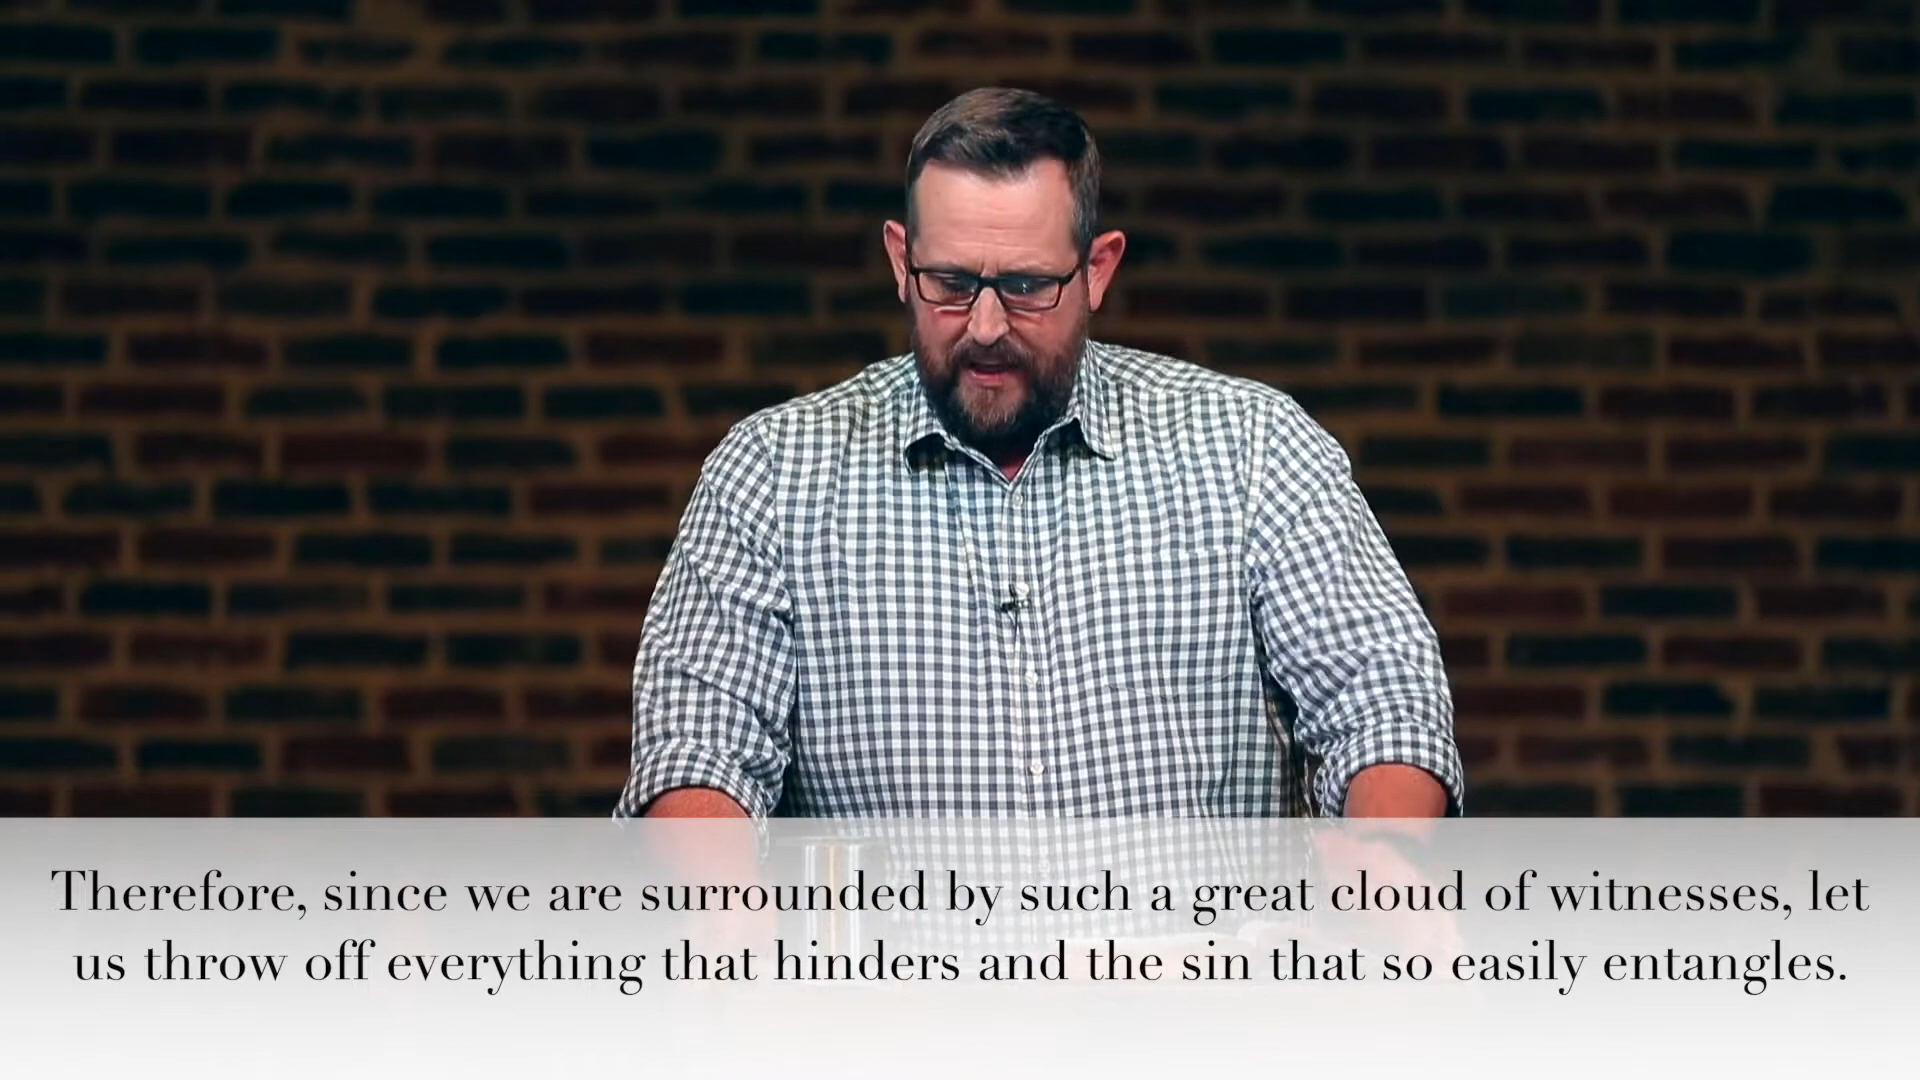 Therefore, since we are surrounded by such a great cloud of witnesses, let
us throw off everything that hinders and the sin that so easily entangles.